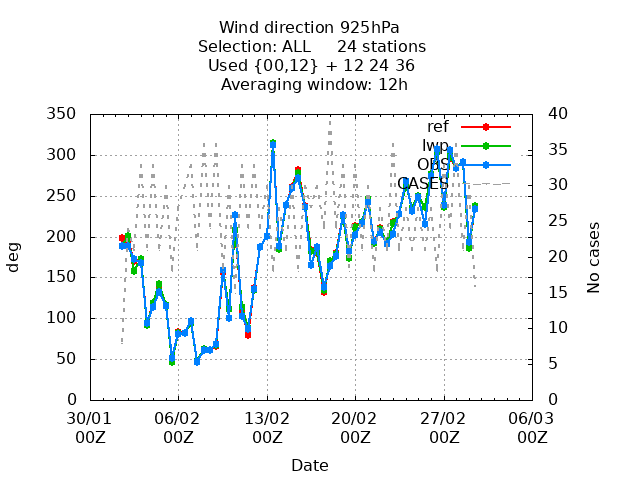 Wind direction 925hPa
Selection: ALL 24 stations
Used {00,12} + 12 24 36
Averaging window: 12h
350 40
ref
300 35
lwp
OBS
CASES
250 30
200 25
150 20
100 15
50 10
0 5
0
deg
No cases
30/01 06/02 13/02 20/02 27/02 06/03
00Z 00Z 00Z 00Z 00Z 00Z
Date